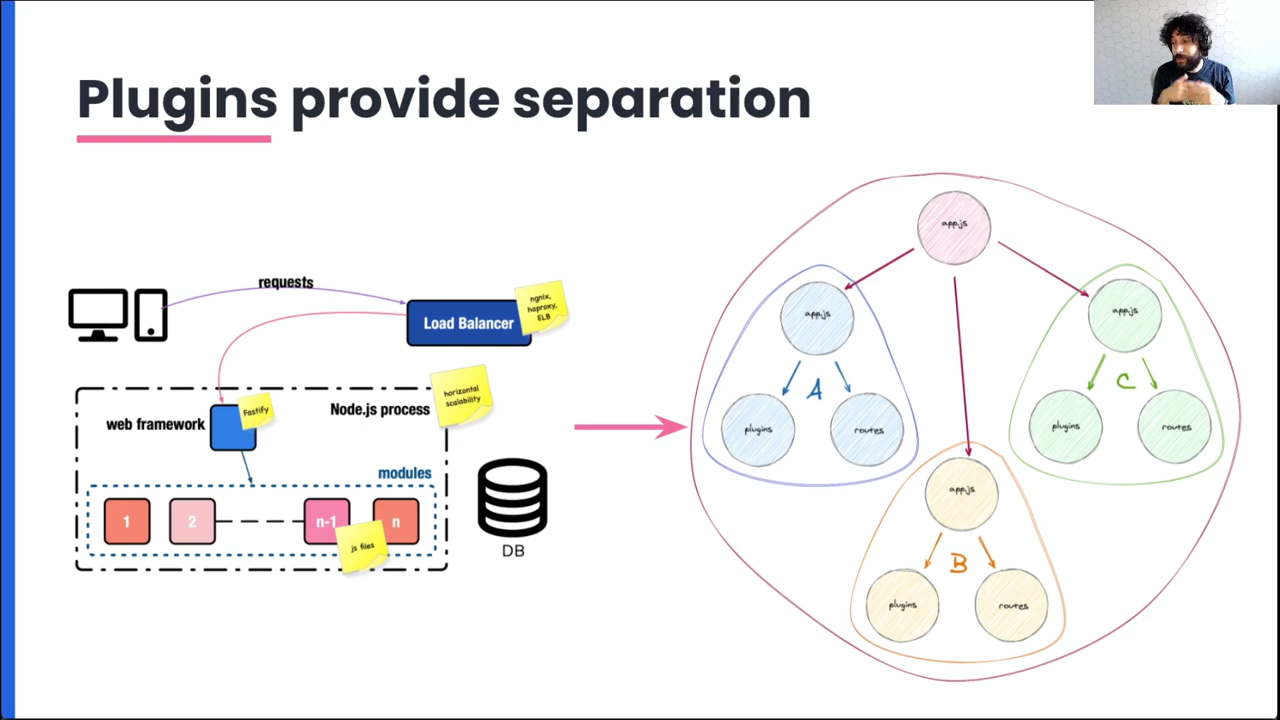 Plugins provide separation
requests
Load Balancer
ngnix,
haproxy,
ELB
horizontal
scalability
Node.js process
web framework
Fastify
modules
1
2
n-1
n
js files
DB
app.js
app.js
A
plugins
routes
app.js
C
plugins
routes
app.js
B
plugins
routes